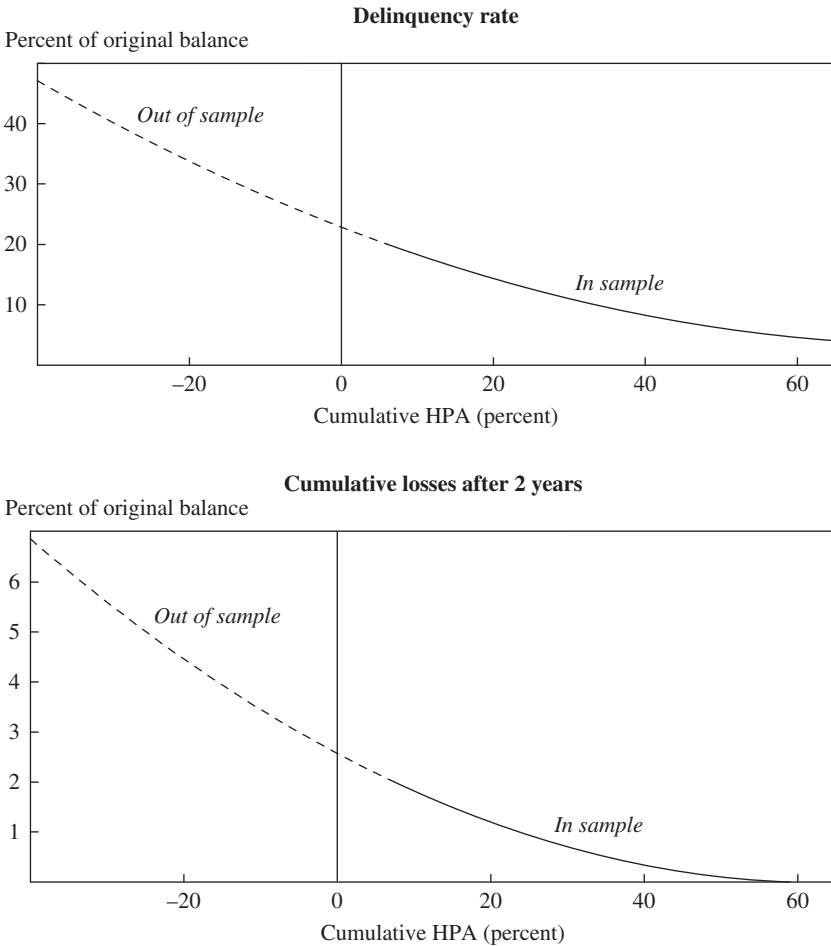 Delinquency rate
Percent of original balance
40
Out of sample
30
20
In sample
10
–20 0 20 40 60
Cumulative HPA (percent)
Cumulative losses after 2 years
Percent of original balance
6
Out of sample
5
4
3
2
In sample
1
–20 0 20 40 60
Cumulative HPA (percent)